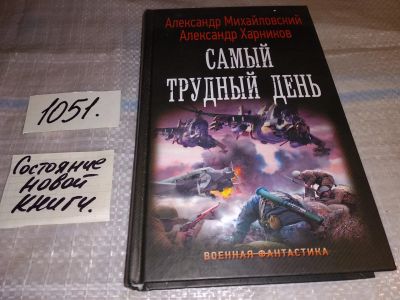 1051.
Состояние
новой
книги.
Александр Михайловский
Александр Харников
САМЫЙ
ТРУДНЫЙ ДЕНЬ
ВОЕННАЯ ФАНТАСТИКА